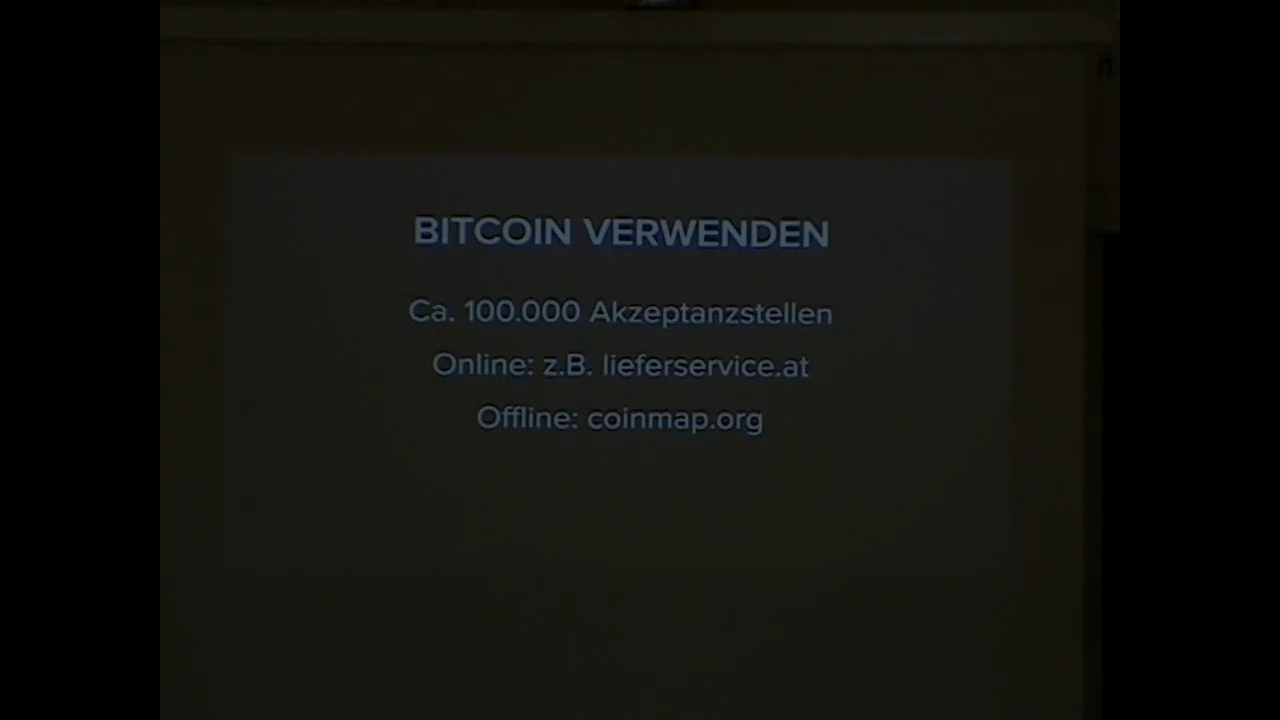 BITCOIN VERWENDEN
Ca. 100.000 Akzeptanzstellen
Online: z.B. lieferservice.at
Offline: coinmap.org